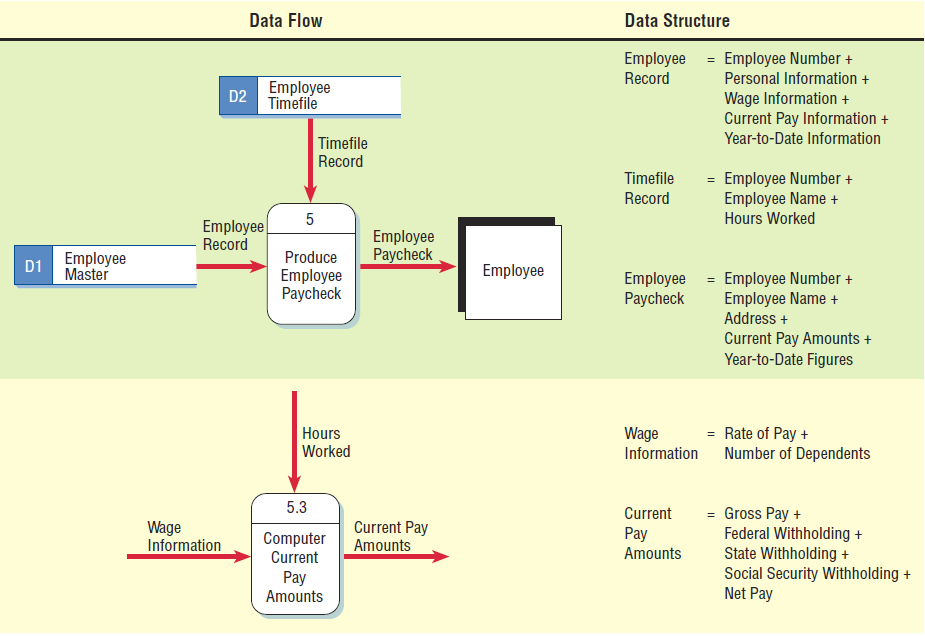 Data Flow
Data Structure
D2
Employee
Timefile
Timefile
Record
5
Produce
Employee
Paycheck
Employee
Record
D1
Employee
Master
Employee
Paycheck
Employee
Employee = Employee Number +
Record Personal Information +
Wage Information +
Current Pay Information +
Year-to-Date Information
Timefile = Employee Number +
Record Employee Name +
Hours Worked
Employee = Employee Number +
Paycheck Employee Name +
Address +
Current Pay Amounts +
Year-to-Date Figures
Hours
Worked
5.3
Computer
Current
Pay
Amounts
Wage
Information
Current Pay
Amounts
Wage = Rate of Pay +
Information Number of Dependents
Current = Gross Pay +
Pay Federal Withholding +
Amounts State Withholding +
Social Security Withholding +
Net Pay